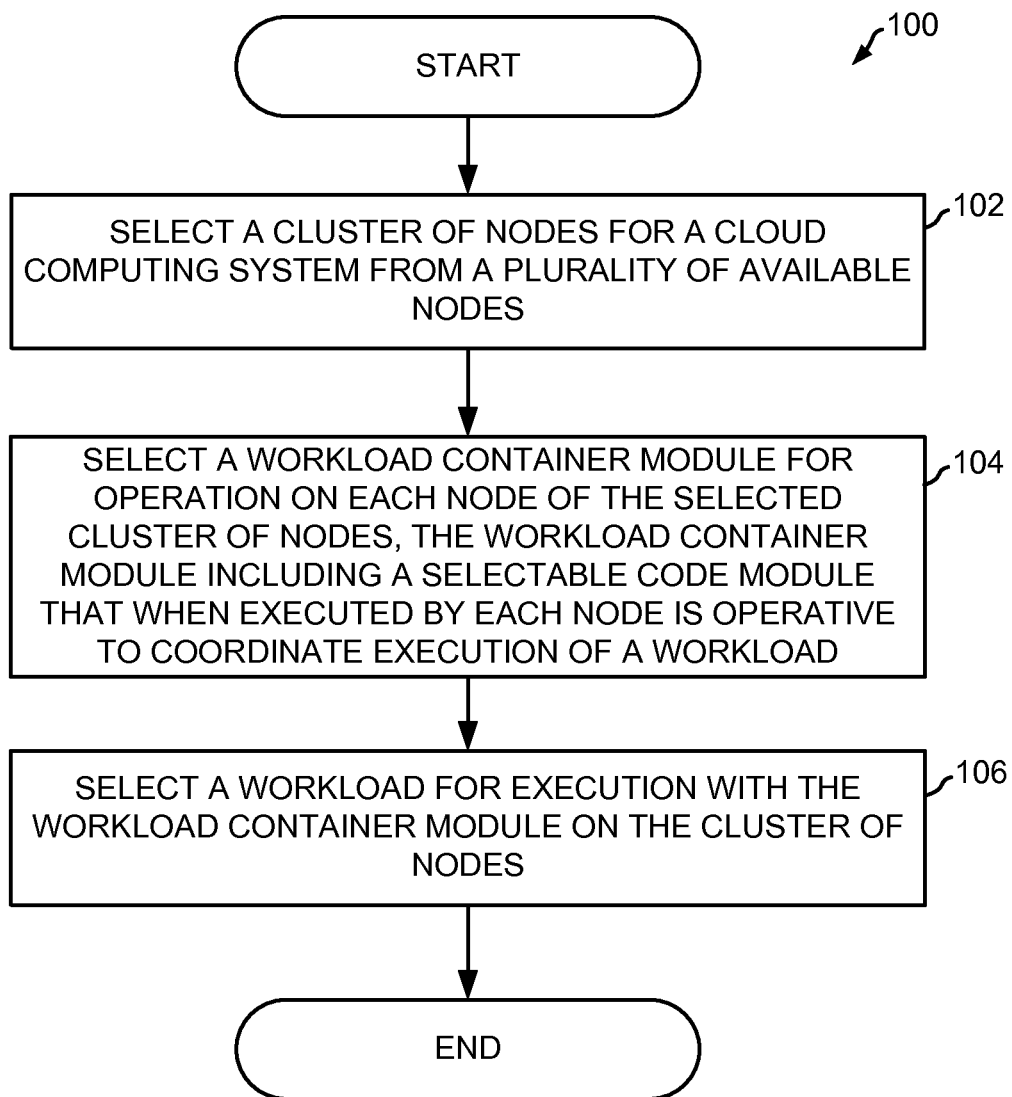 100
START
102
SELECT A CLUSTER OF NODES FOR A CLOUD
COMPUTING SYSTEM FROM A PLURALITY OF AVAILABLE
NODES
104
SELECT A WORKLOAD CONTAINER MODULE FOR
OPERATION ON EACH NODE OF THE SELECTED
CLUSTER OF NODES, THE WORKLOAD CONTAINER
MODULE INCLUDING A SELECTABLE CODE MODULE
THAT WHEN EXECUTED BY EACH NODE IS OPERATIVE
TO COORDINATE EXECUTION OF A WORKLOAD
106
SELECT A WORKLOAD FOR EXECUTION WITH THE
WORKLOAD CONTAINER MODULE ON THE CLUSTER OF
NODES
END